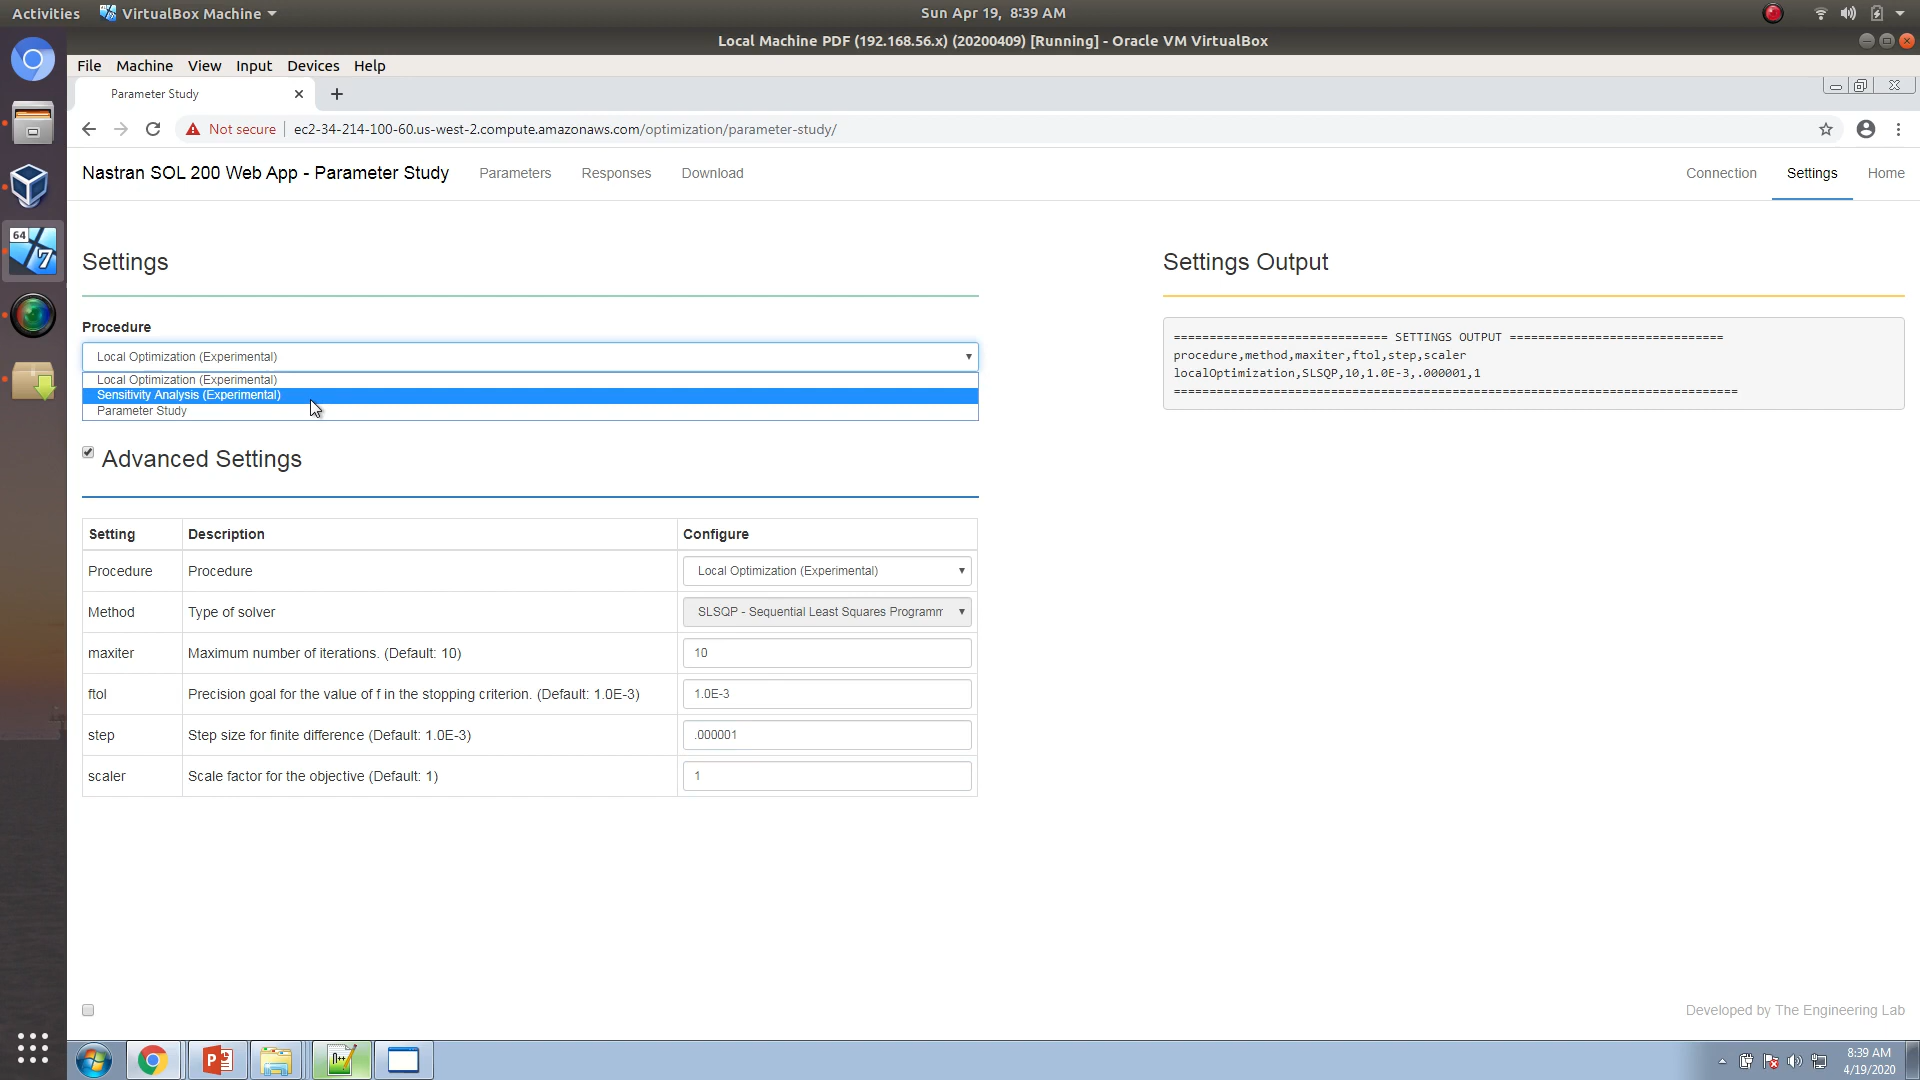 Activities VirtualBox Machine Sun Apr 19, 8:39 AM
Local Machine PDF (192.168.56.x) (20200409) [Running] - Oracle VM VirtualBox
File Machine View Input Devices Help
Parameter Study
Not secure ec2-34-214-100-60.us-west-2.compute.amazonaws.com/optimization/parameter-study/
Nastran SOL 200 Web App - Parameter Study Parameters Responses Download Connection Settings Home
Settings
Procedure
Local Optimization (Experimental)
Local Optimization (Experimental)
Sensitivity Analysis (Experimental)
Parameter Study
Advanced Settings
Setting Description Configure
Procedure Procedure Local Optimization (Experimental)
Method Type of solver SLSQP - Sequential Least Squares Programm
maxiter Maximum number of iterations. (Default: 10) 10
ftol Precision goal for the value of f in the stopping criterion. (Default: 1.0E-3) 1.0E-3
step Step size for finite difference (Default: 1.0E-3) .000001
scaler Scale factor for the objective (Default: 1) 1
Settings Output
============================== SETTINGS OUTPUT ==============================
procedure,method,maxiter,ftol,step,scaler
localOptimization,SLSQP,10,1.0E-3,.000001,1
===============================================================================
Developed by The Engineering Lab
64
7
8:39 AM
4/19/2020